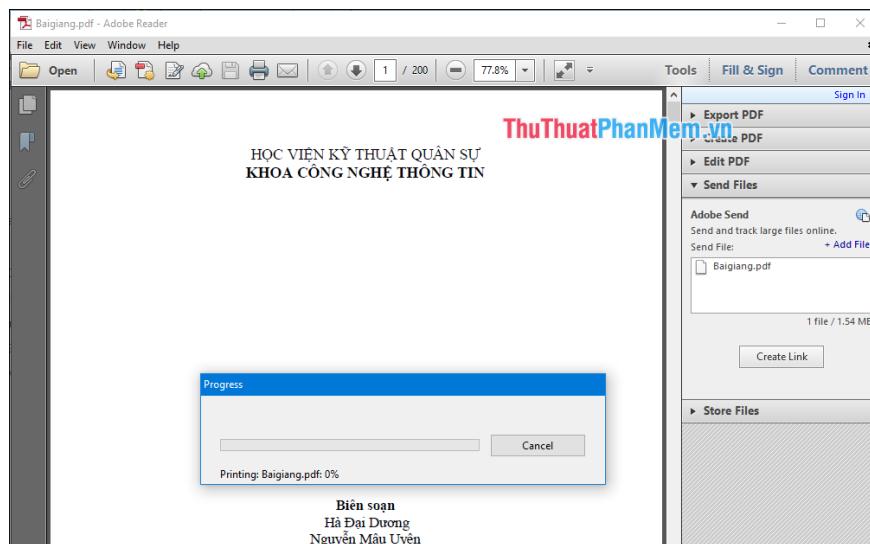 Baigiang.pdf - Adobe Reader
File Edit View Window Help
Open 1 / 200 77.8% Tools Fill & Sign Comment
Sign In
Export PDF
ThuThuatPhanMem.vn
Create PDF
HỌC VIỆN KỸ THUẬT QUÂN SỰ
KHOA CÔNG NGHỆ THÔNG TIN
Edit PDF
Send Files
Adobe Send
Send and track large files online.
Send File: + Add File
Baigiang.pdf
1 file / 1.54 MB
Create Link
Progress
Cancel
Printing: Baigiang.pdf: 0%
Store Files
Biên soạn
Hà Đại Dương
Nguyễn Mậu Uyên